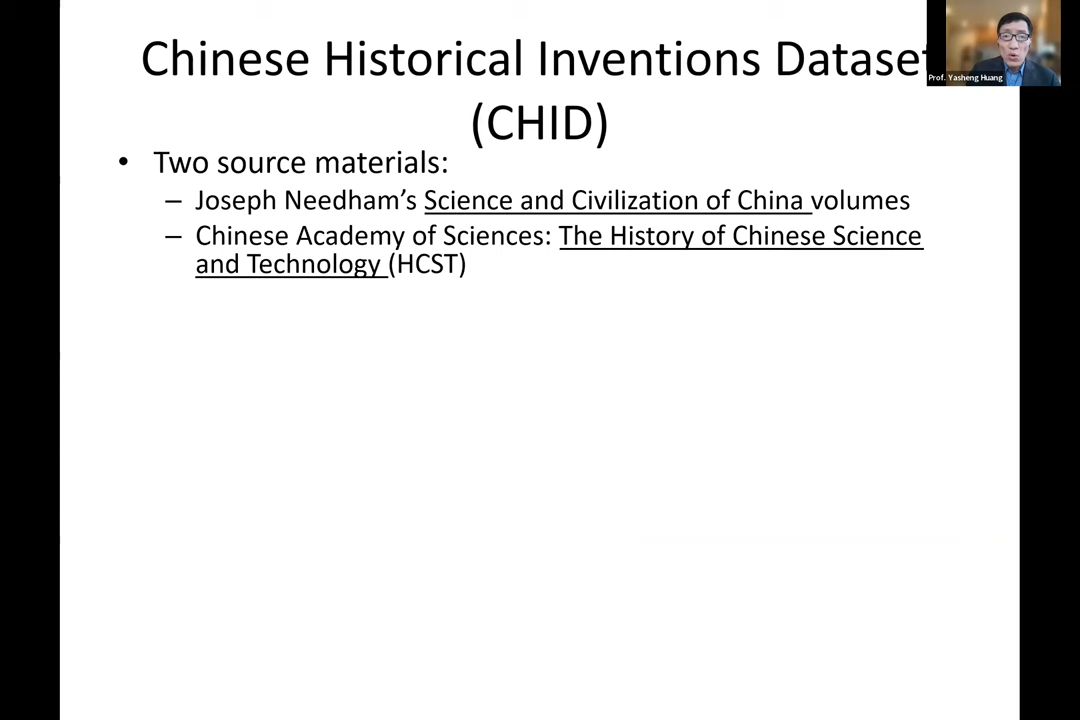 Chinese Historical Inventions Dataset
(CHID)
Prof. Yasheng Huang
• Two source materials:
– Joseph Needham’s Science and Civilization of China volumes
– Chinese Academy of Sciences: The History of Chinese Science
and Technology (HCST)